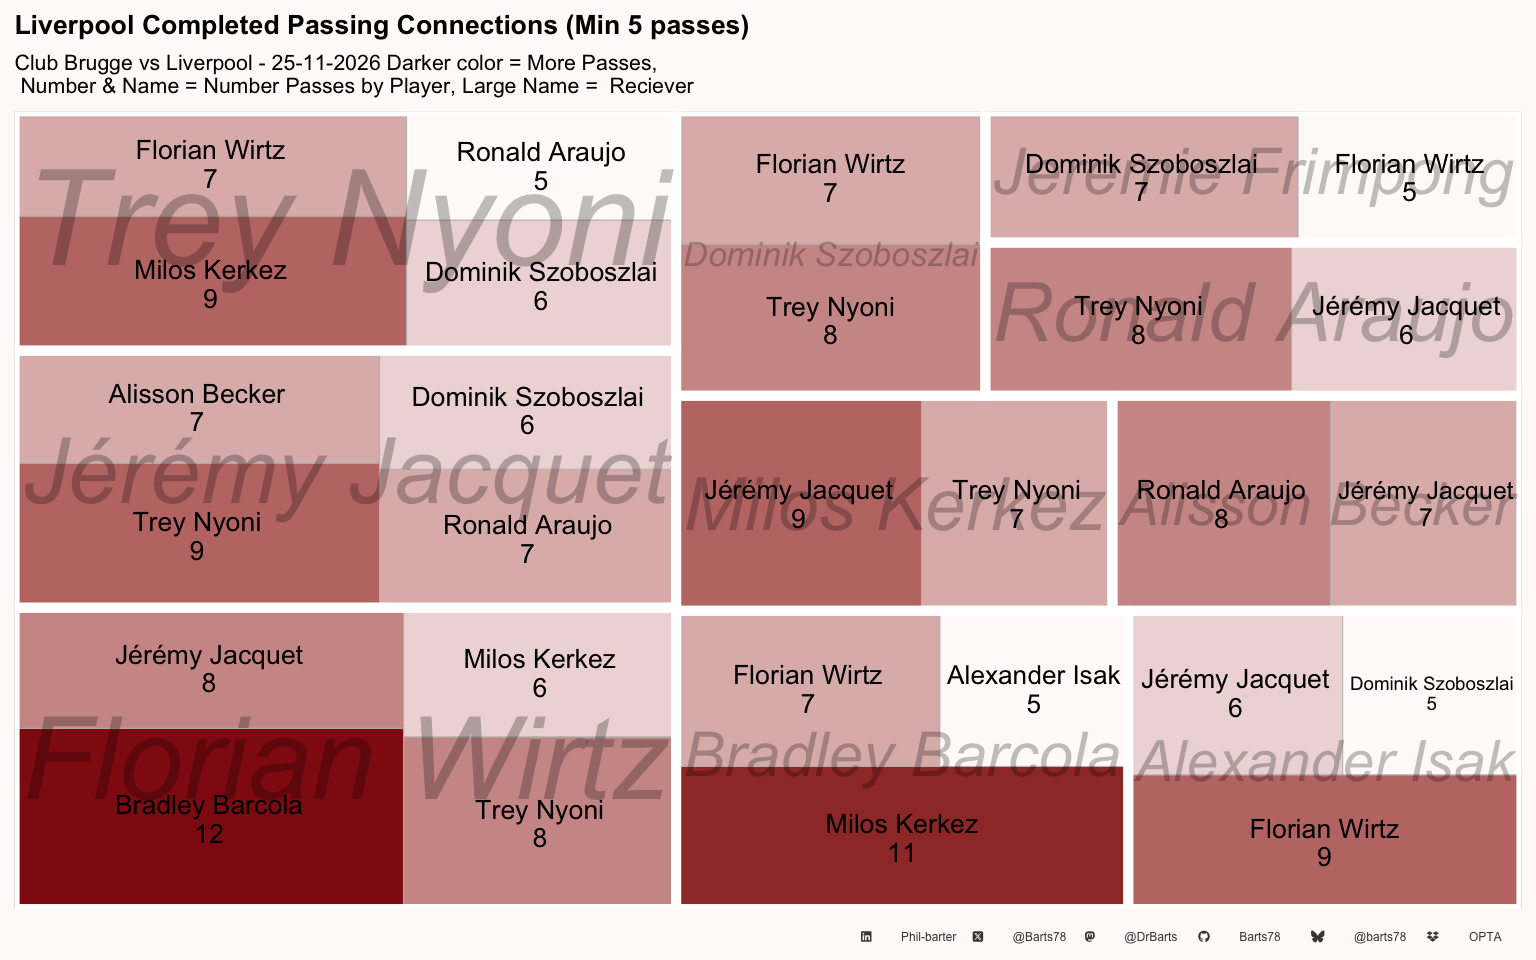 Liverpool Completed Passing Connections (Min 5 passes)
Club Brugge vs Liverpool - 25-11-2026 Darker color = More Passes,
Number & Name = Number Passes by Player, Large Name =  Reciever
Trey Nyoni
Florian Wirtz
7
Ronald Araujo
5
Milos Kerkez
9
Dominik Szoboszlai
6
Jérémy Jacquet
Alisson Becker
7
Dominik Szoboszlai
6
Trey Nyoni
9
Ronald Araujo
7
Florian Wirtz
Jérémy Jacquet
8
Milos Kerkez
6
Bradley Barcola
12
Trey Nyoni
8
Dominik Szoboszlai
Florian Wirtz
7
Trey Nyoni
8
Jeremie Frimpong
Dominik Szoboszlai
7
Florian Wirtz
5
Ronald Araujo
Trey Nyoni
8
Jérémy Jacquet
6
Milos Kerkez
Jérémy Jacquet
9
Trey Nyoni
7
Alisson Becker
Ronald Araujo
8
Jérémy Jacquet
7
Bradley Barcola
Florian Wirtz
7
Alexander Isak
5
Milos Kerkez
11
Alexander Isak
Jérémy Jacquet
6
Dominik Szoboszlai
5
Florian Wirtz
9
Phil-barter @Barts78 @DrBarts Barts78 @barts78 OPTA